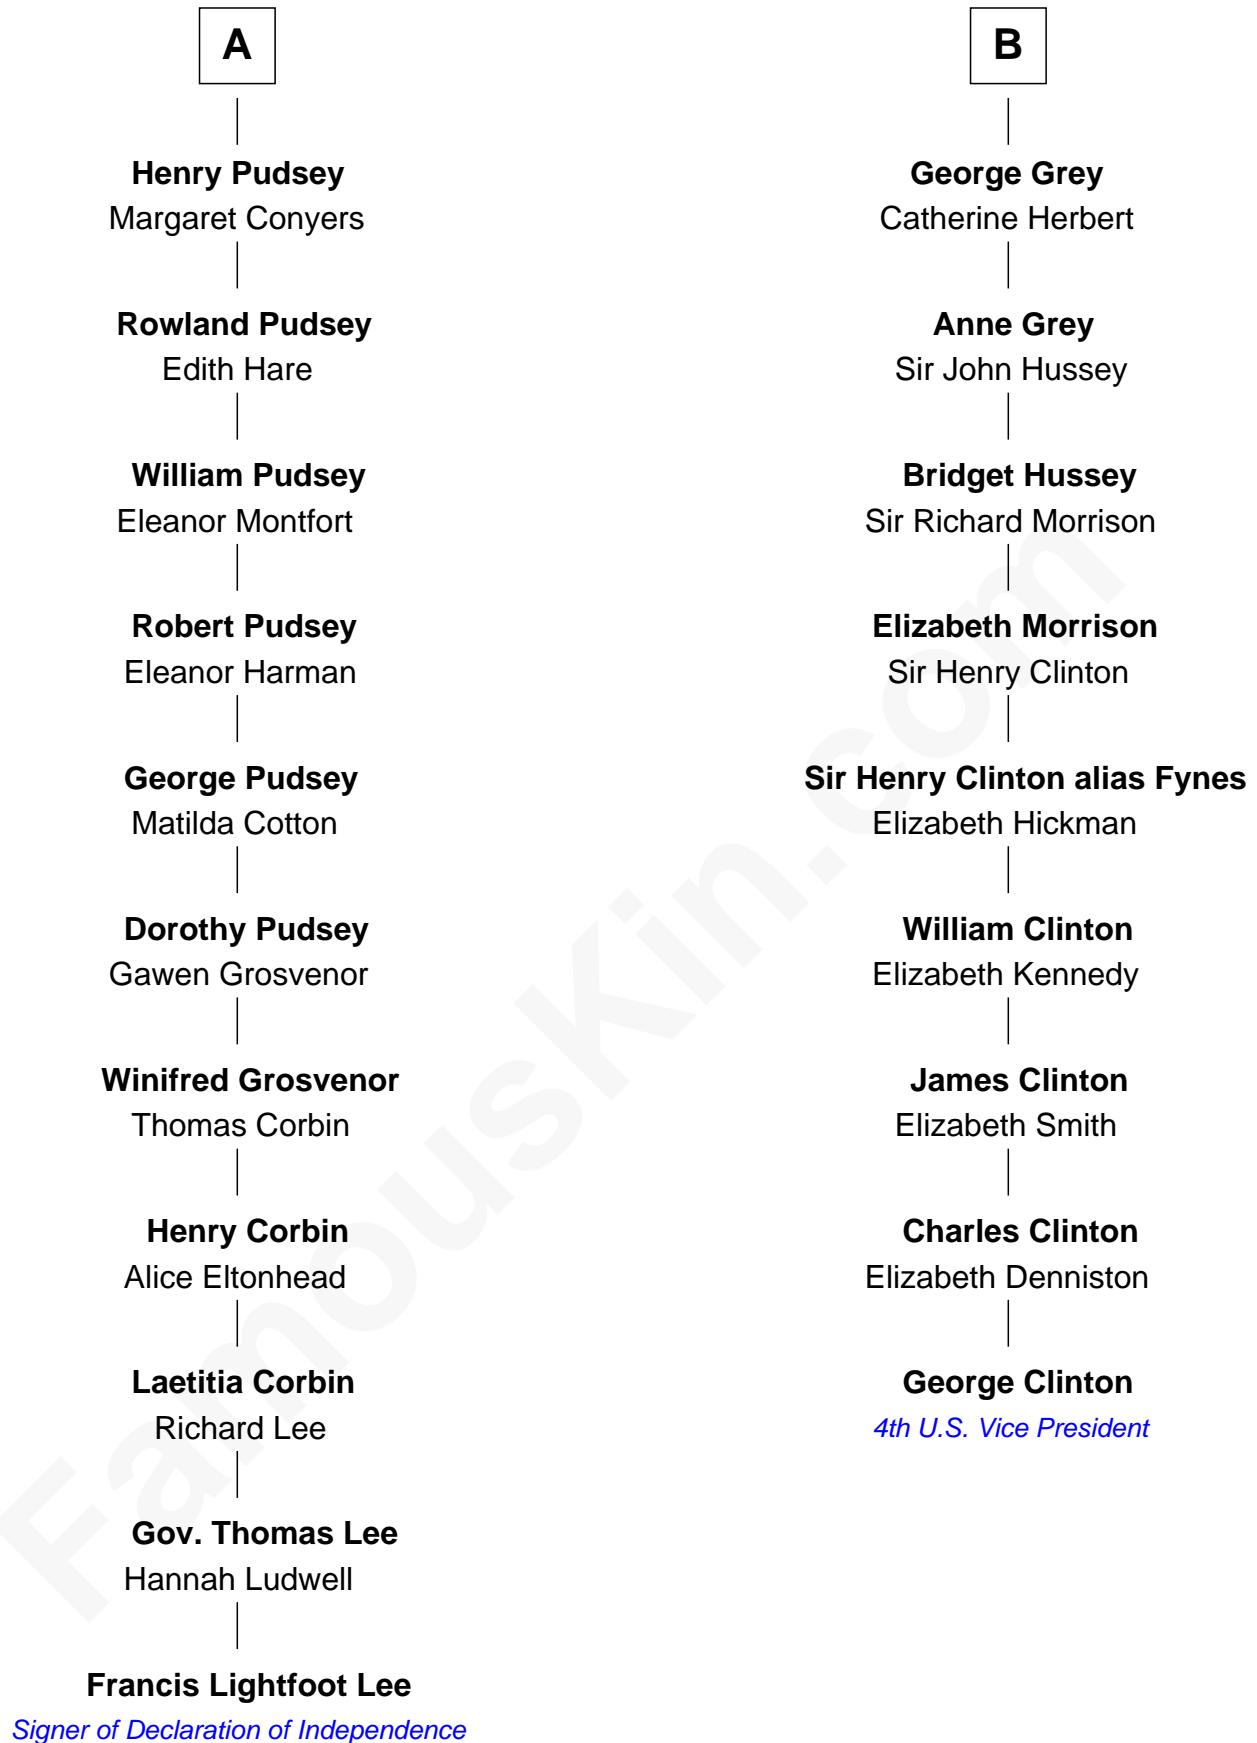 A
Henry Pudsey
Margaret Conyers
Rowland Pudsey
Edith Hare
William Pudsey
Eleanor Montfort
Robert Pudsey
Eleanor Harman
George Pudsey
Matilda Cotton
Dorothy Pudsey
Gawen Grosvenor
Winifred Grosvenor
Thomas Corbin
Henry Corbin
Alice Eltonhead
Laetitia Corbin
Richard Lee
Gov. Thomas Lee
Hannah Ludwell
Francis Lightfoot Lee
Signer of Declaration of Independence
B
George Grey
Catherine Herbert
Anne Grey
Sir John Hussey
Bridget Hussey
Sir Richard Morrison
Elizabeth Morrison
Sir Henry Clinton
Sir Henry Clinton alias Fynes
Elizabeth Hickman
William Clinton
Elizabeth Kennedy
James Clinton
Elizabeth Smith
Charles Clinton
Elizabeth Denniston
George Clinton
4th U.S. Vice President
FamousKin.com